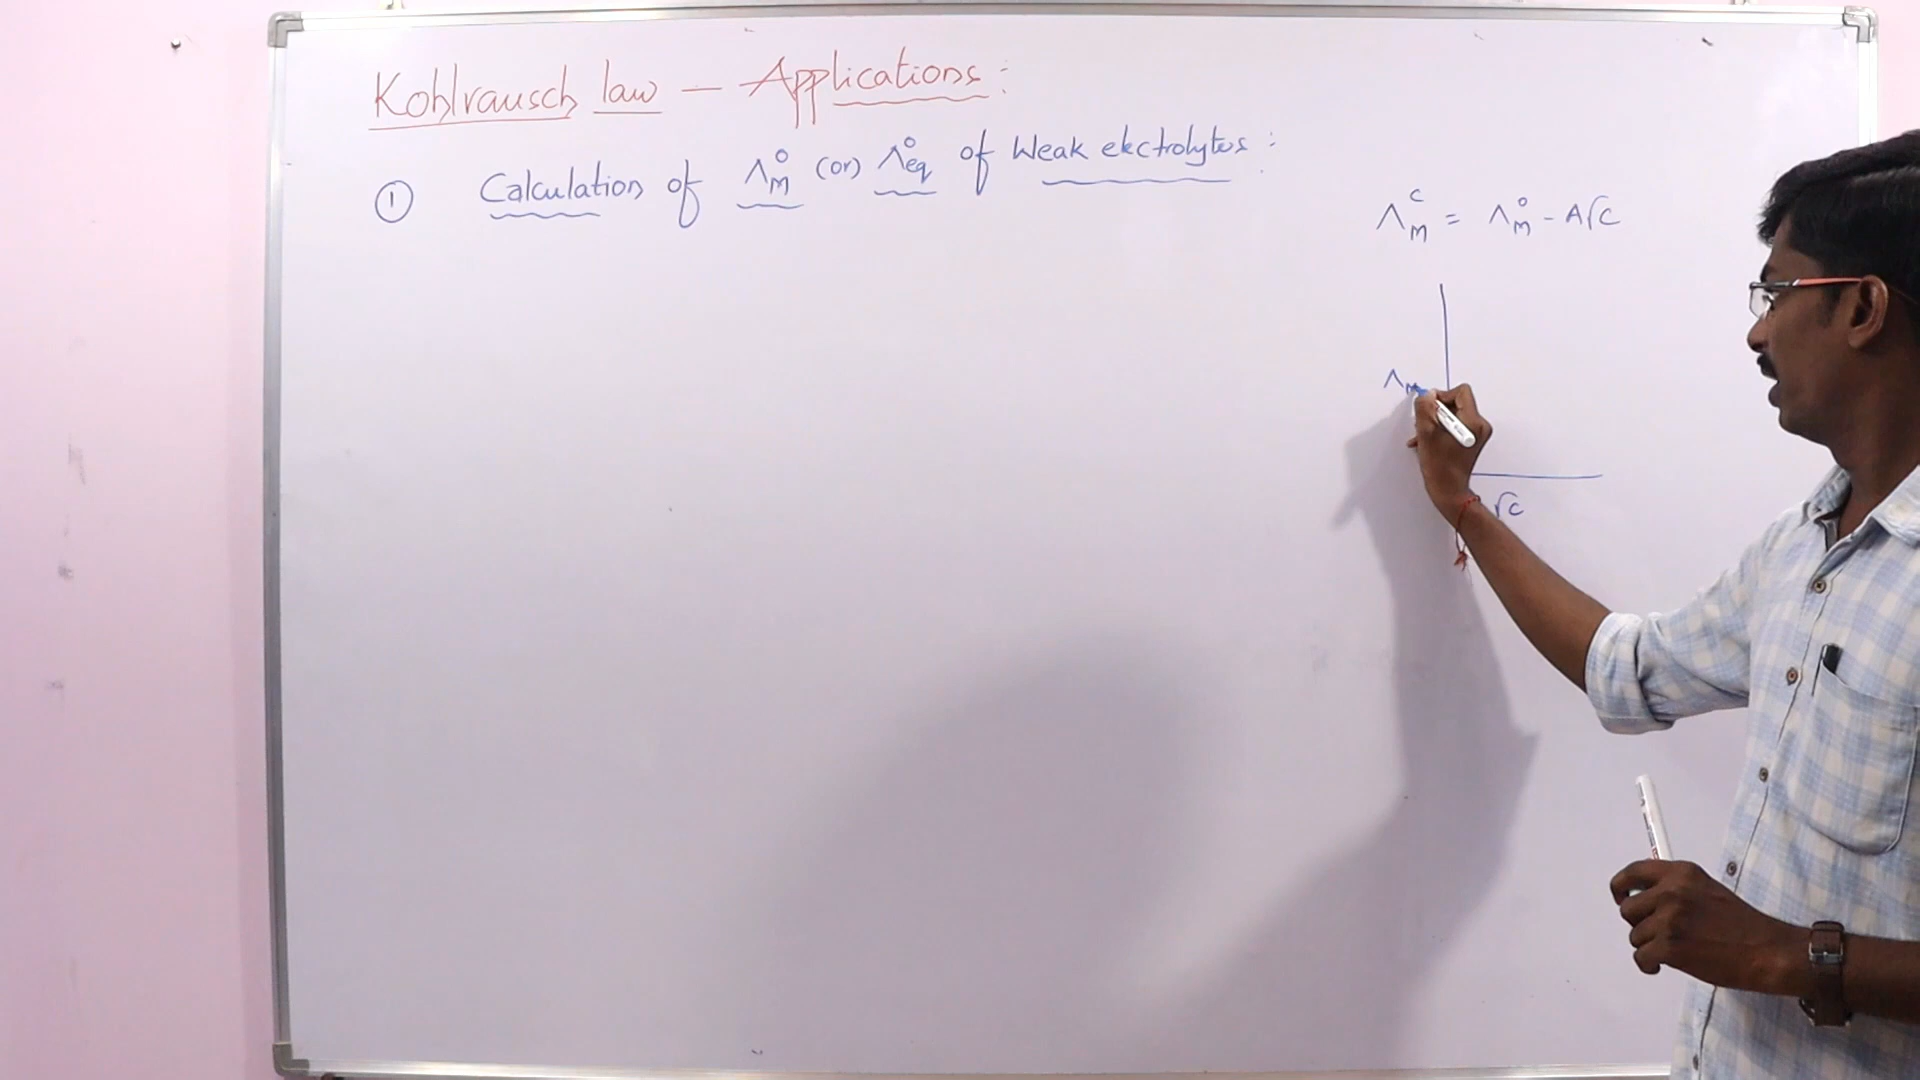 Kohlrausch law — Applications:
① Calculation of Λ°m (or) Λ°eq of Weak electrolytes:
Λᶜm = Λ°m - A√C
Λm
√C